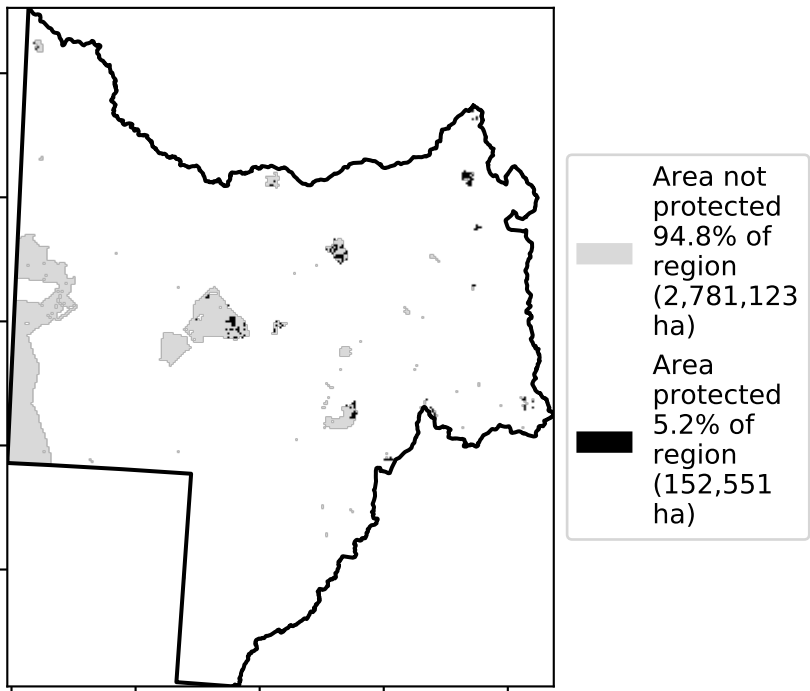 Area not
protected
94.8% of
region
(2,781,123
ha)
Area
protected
5.2% of
region
(152,551
ha)